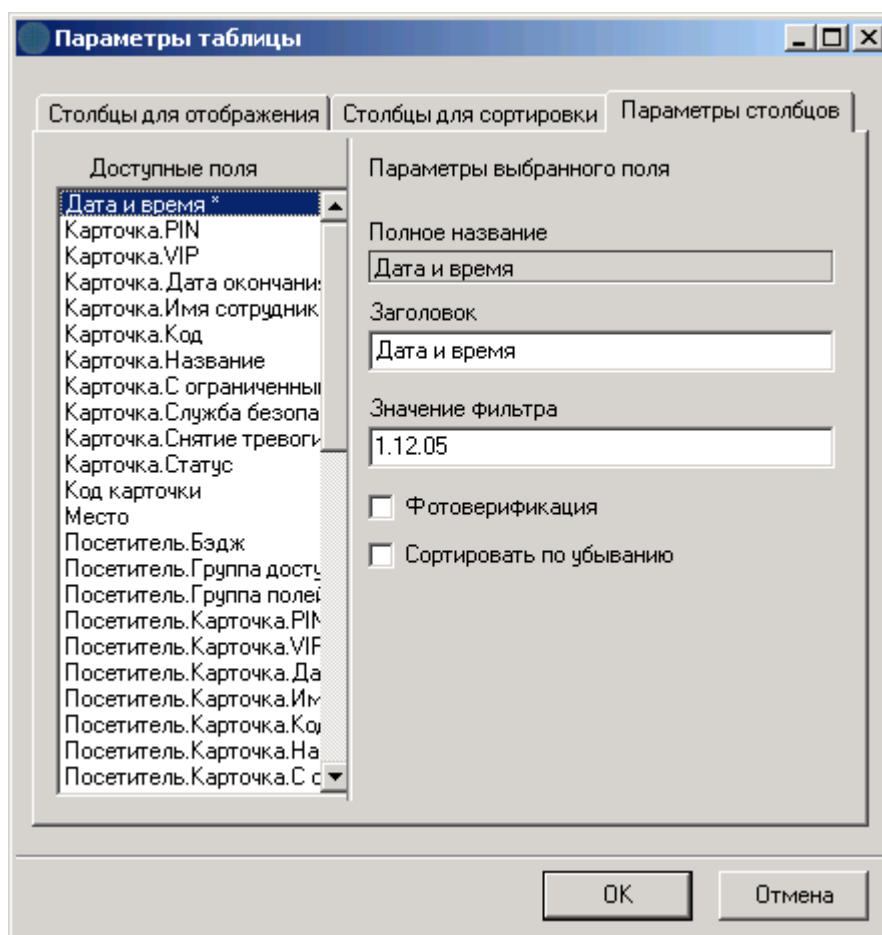 Параметры таблицы
Столбцы для отображения
Столбцы для сортировки
Параметры столбцов
Доступные поля
Дата и время *
Карточка.PIN
Карточка.VIP
Карточка.Дата окончани
Карточка.Имя сотрудник
Карточка.Код
Карточка.Название
Карточка.С ограниченны
Карточка.Служба безопа
Карточка.Снятие тревоги
Карточка.Статус
Код карточки
Место
Посетитель.Бэдж
Посетитель.Группа досту
Посетитель.Группа полей
Посетитель.Карточка.PIN
Посетитель.Карточка.VIP
Посетитель.Карточка.Да
Посетитель.Карточка.Им
Посетитель.Карточка.Код
Посетитель.Карточка.На
Посетитель.Карточка.С о
Параметры выбранного поля
Полное название
Дата и время
Заголовок
Дата и время
Значение фильтра
1.12.05
Фотоверификация
Сортировать по убыванию
OK
Отмена